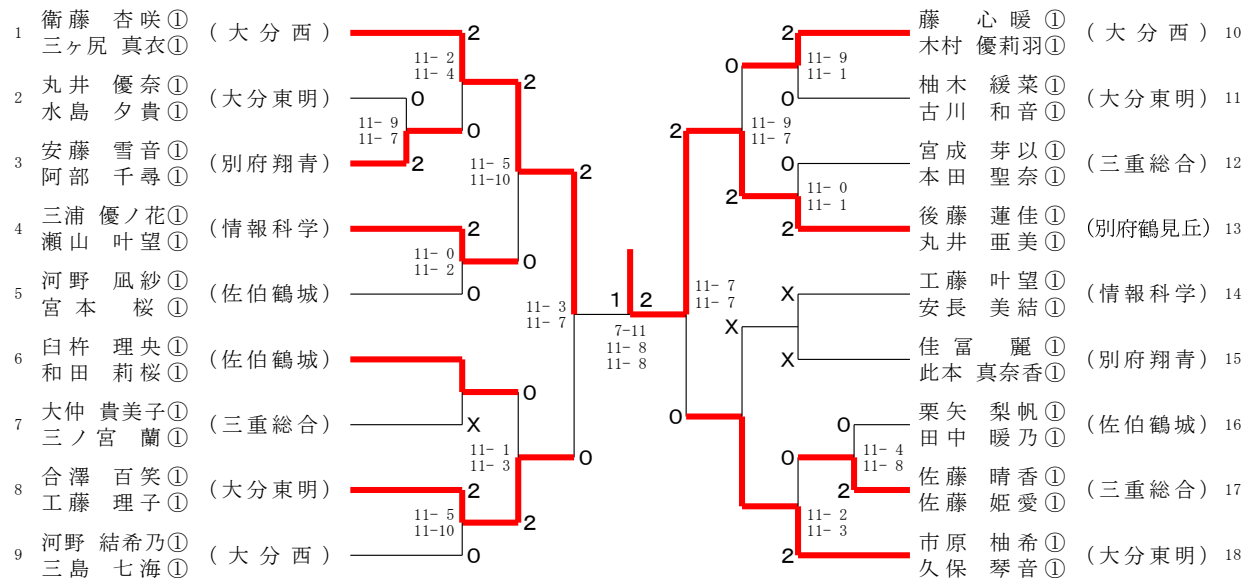 1 衛藤 杏咲① (大分西)
三ヶ尻 真衣①
2 丸井 優奈① (大分東明)
水島 夕貴①
3 安藤 雪音① (別府翔青)
阿部 千尋①
4 三浦 優ノ花① (情報科学)
瀬山 叶望①
5 河野 凪紗① (佐伯鶴城)
宮本 桜①
6 臼杵 理央① (佐伯鶴城)
和田 莉桜①
7 大仲 貴美子① (三重総合)
三ノ宮 蘭①
8 合澤 百笑① (大分東明)
工藤 理子①
9 河野 結希乃① (大分西)
三島 七海①
2
11- 2
11- 4
0
11- 9
11- 7
2
0
2
11- 5
11-10
2
11- 0
11- 2
0
0
2
11- 3
11- 7
0
X
11- 1
11- 3
2
11- 5
11-10
0
2
0
1 2
7-11
11- 8
11- 8
2
11- 7
11- 7
0
0
11- 9
11- 7
2
2
11- 9
11- 1
0
0
11- 0
11- 1
2
X
X
X
0
11- 4
11- 8
2
0
11- 2
11- 3
2
藤 心暖① (大分西) 10
木村 優莉羽①
柚木 緩菜① (大分東明) 11
古川 和音①
宮成 芽以① (三重総合) 12
本田 聖奈①
後藤 蓮佳① (別府鶴見丘) 13
丸井 亜美①
工藤 叶望① (情報科学) 14
安長 美結①
佳冨 麗① (別府翔青) 15
此本 真奈香①
栗矢 梨帆① (佐伯鶴城) 16
田中 暖乃①
佐藤 晴香① (三重総合) 17
佐藤 姫愛①
市原 柚希① (大分東明) 18
久保 琴音①